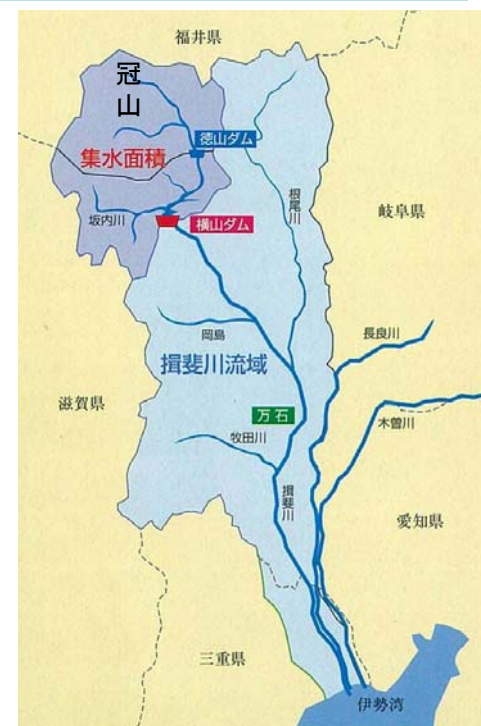 福井県
冠山
徳山ダム
集水面積
根尾川
坂内川
横山ダム
岐阜県
岡島
長良川
揖斐川流域
滋賀県
万石
木曽川
牧田川
揖斐川
愛知県
三重県
伊勢湾